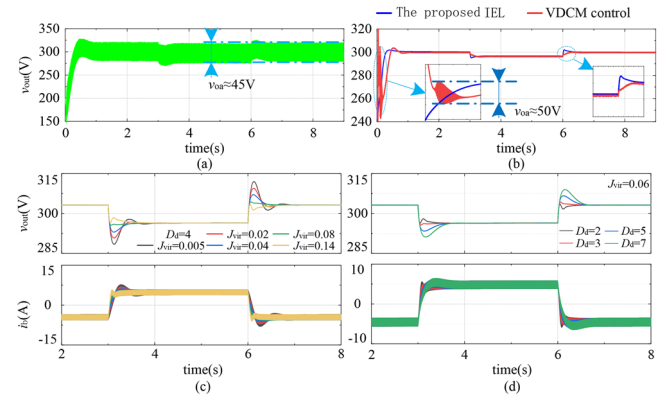 350
300
250
200
150
v_out(V)
v_oa≈45V
0
2
4
6
8
time(s)
(a)
The proposed IEL
VDCM control
320
300
280
260
240
v_oa≈50V
0
2
4
6
8
time(s)
(b)
315
300
285
v_out(V)
D_d=4
J_vir=0.02
J_vir=0.08
J_vir=0.005
J_vir=0.04
J_vir=0.14
15
0
-15
i_b(A)
2
4
6
8
time(s)
(c)
J_vir=0.06
315
300
285
D_d=2
D_d=5
D_d=3
D_d=7
10
0
-10
2
4
6
8
time(s)
(d)